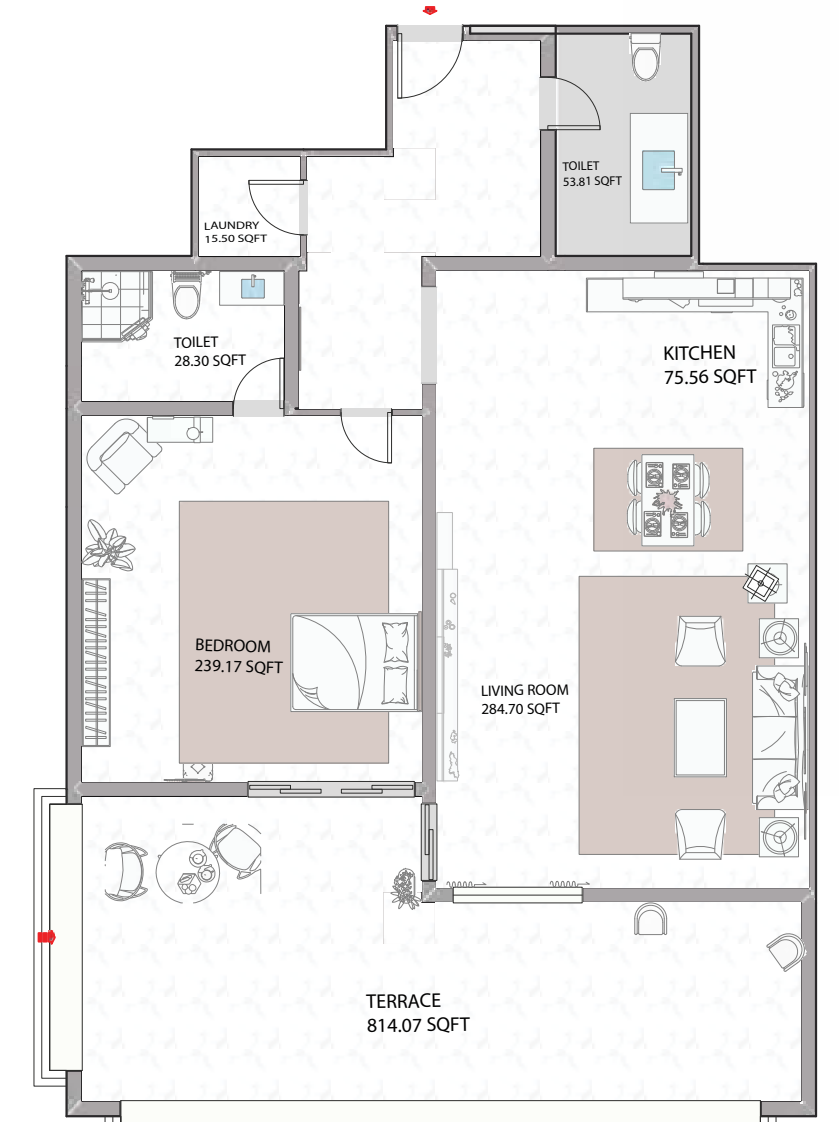 TOILET
53.81 SQFT
LAUNDRY
15.50 SQFT
TOILET
28.30 SQFT
KITCHEN
75.56 SQFT
BEDROOM
239.17 SQFT
LIVING ROOM
284.70 SQFT
TERRACE
814.07 SQFT